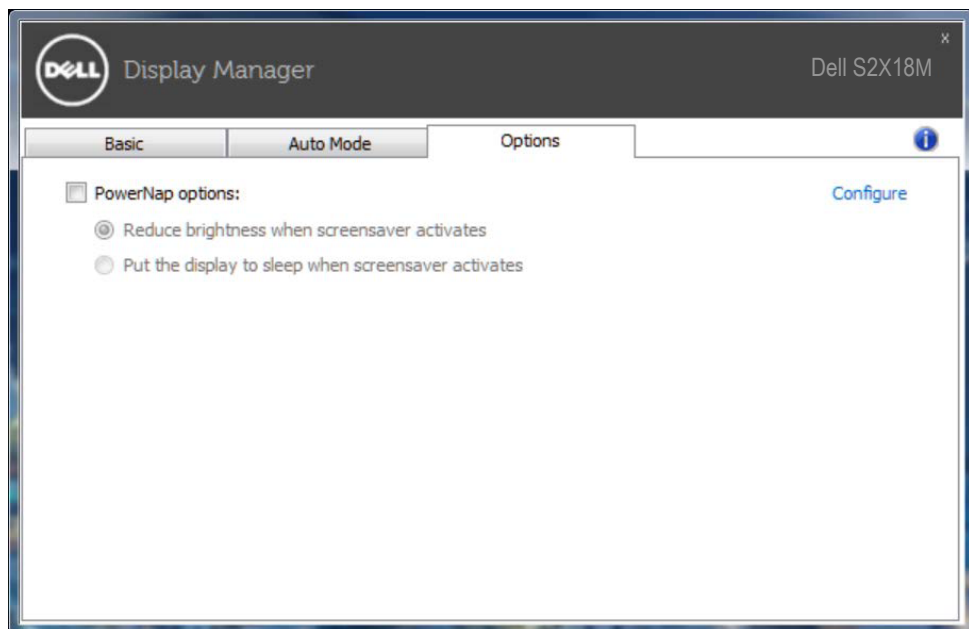 x
DELL Display Manager Dell S2X18M
Basic Auto Mode Options i
PowerNap options: Configure
Reduce brightness when screensaver activates
Put the display to sleep when screensaver activates